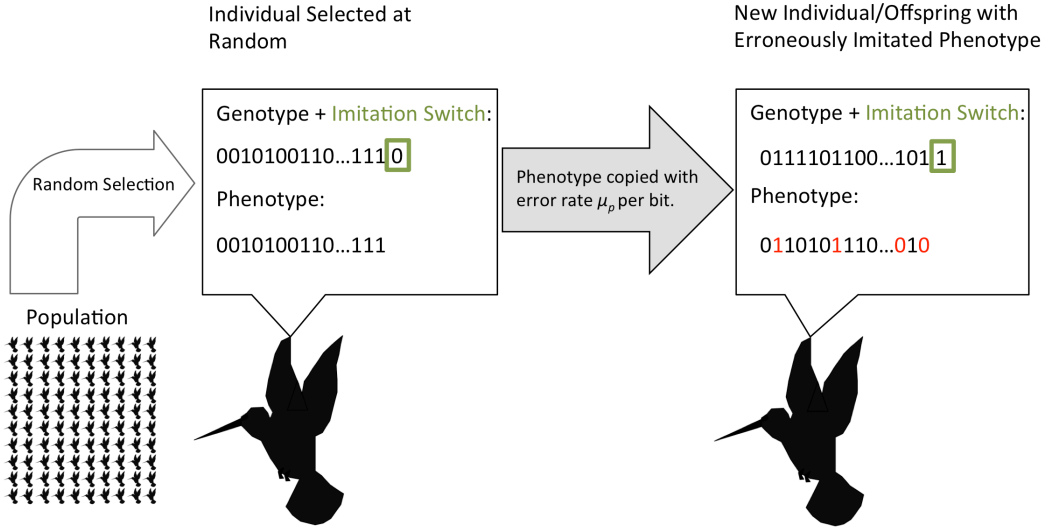 Individual Selected at
Random
New Individual/Offspring with
Erroneously Imitated Phenotype
Genotype + Imitation Switch:
0010100110...111 0
Phenotype:
0010100110...111
Random Selection
Phenotype copied with
error rate μp per bit.
Genotype + Imitation Switch:
0111101100...101 1
Phenotype:
0110101110...010
Population